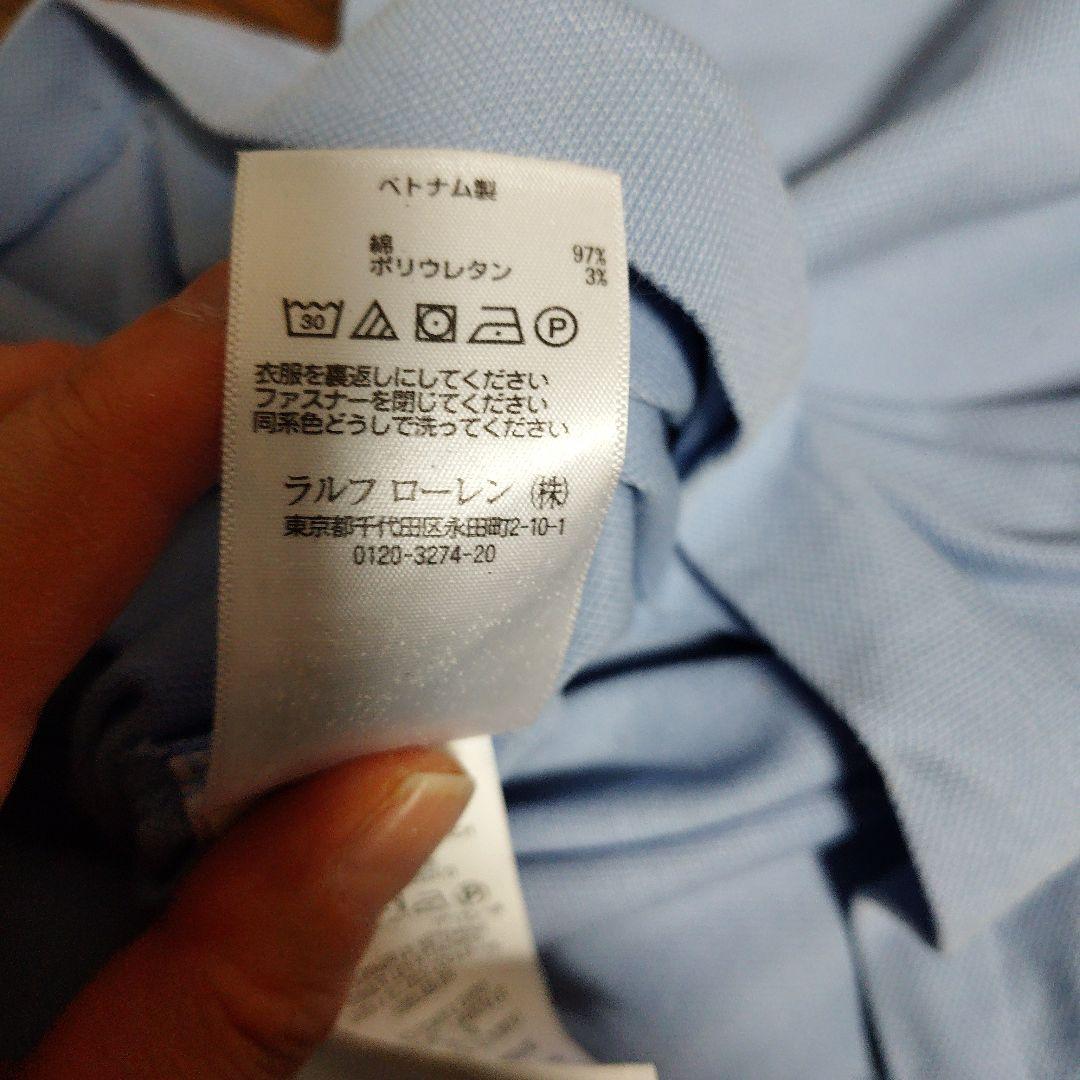 ベトナム製
綿 97%
ポリウレタン 3%
30 P
衣服を裏返しにしてください
ファスナーを閉じてください
同系色どうしで洗ってください
ラルフ ローレン (株)
東京都千代田区永田町2-10-1
0120-3274-20